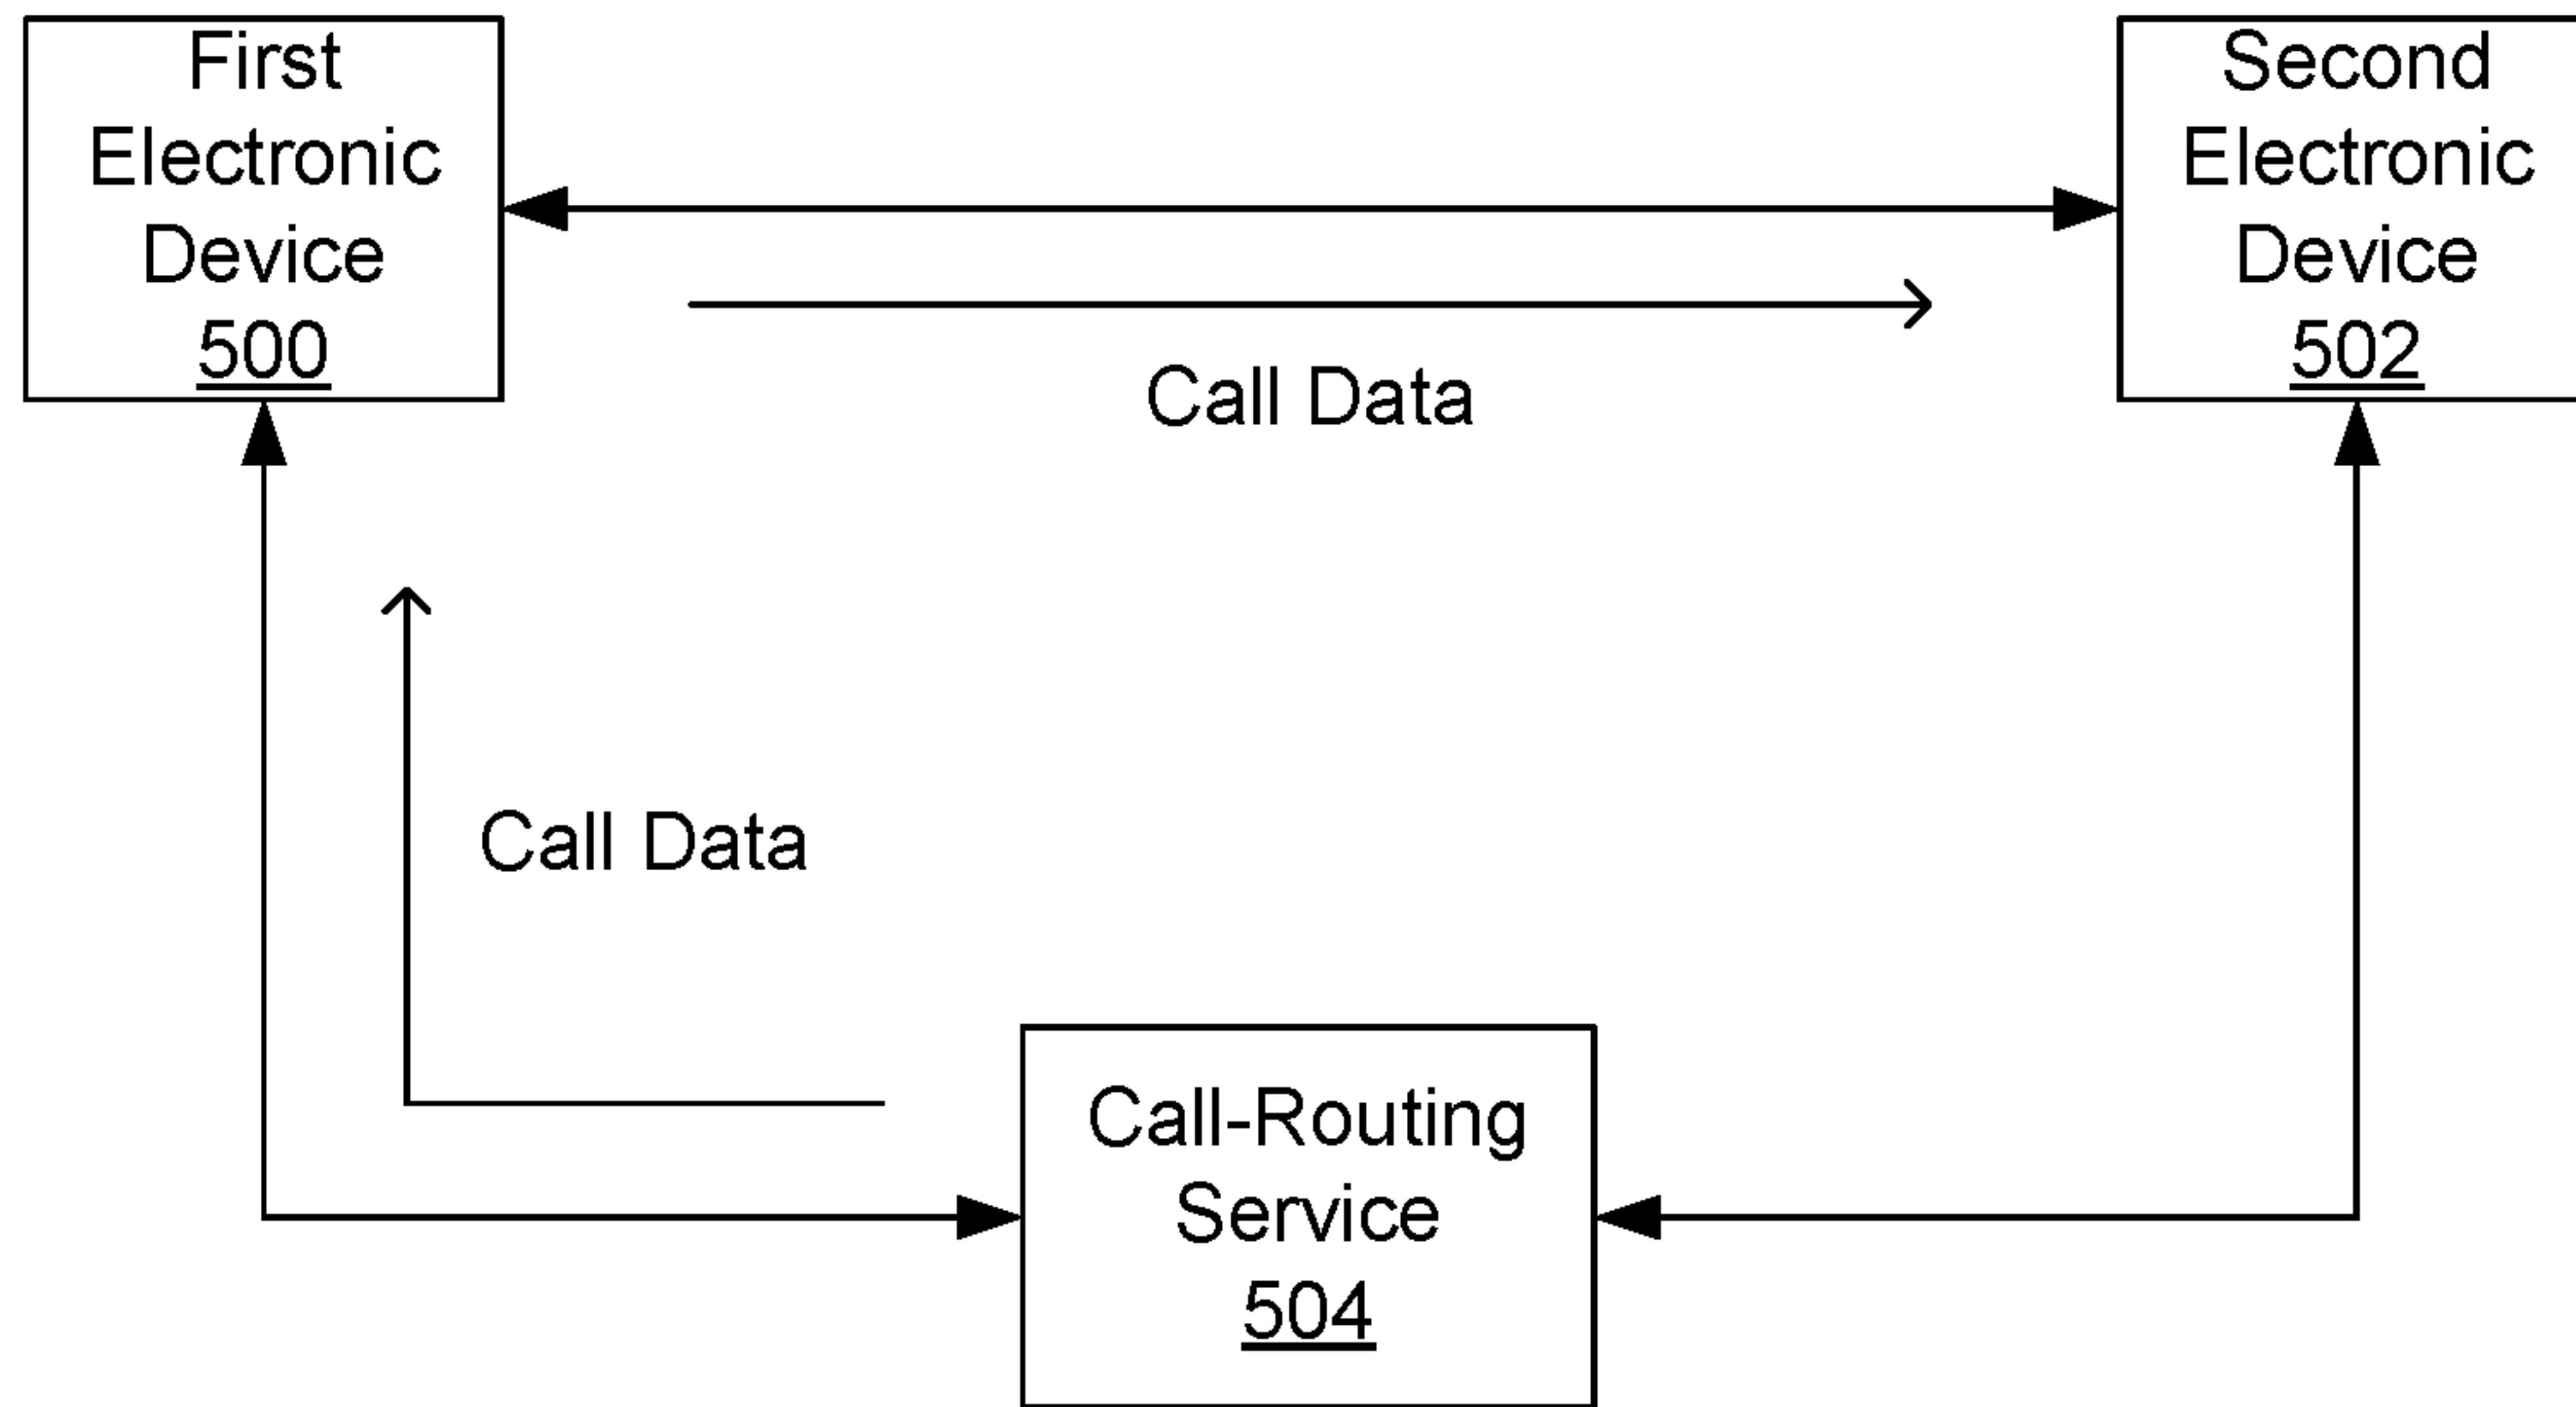 First
Electronic
Device
500
Second
Electronic
Device
502
Call Data
Call Data
Call-Routing
Service
504